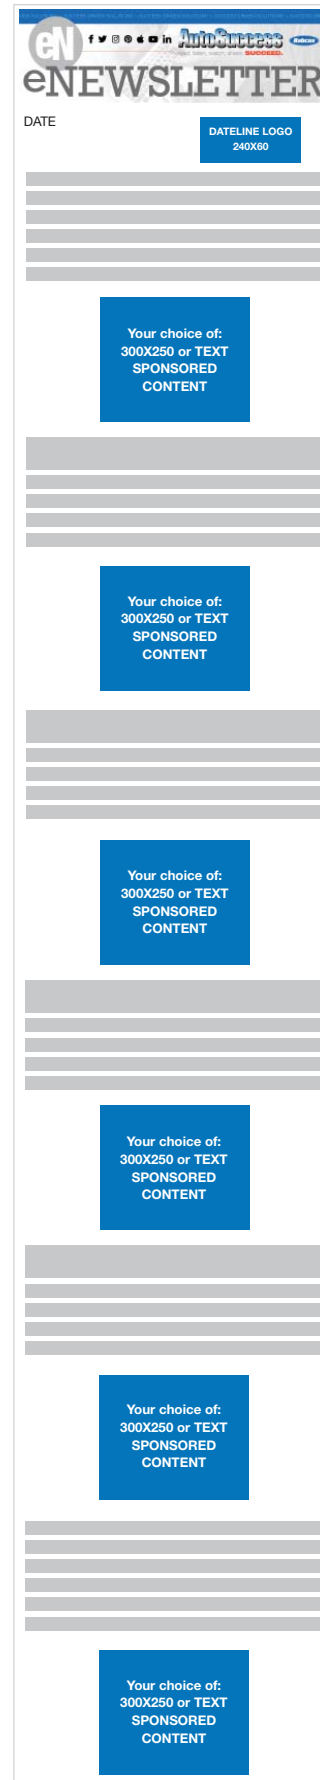 eN
AutoSuccess
Babcox
SUCCEED.
eNEWSLETTER
DATE
DATELINE LOGO
240X60
Your choice of:
300X250 or TEXT
SPONSORED
CONTENT
Your choice of:
300X250 or TEXT
SPONSORED
CONTENT
Your choice of:
300X250 or TEXT
SPONSORED
CONTENT
Your choice of:
300X250 or TEXT
SPONSORED
CONTENT
Your choice of:
300X250 or TEXT
SPONSORED
CONTENT
Your choice of:
300X250 or TEXT
SPONSORED
CONTENT